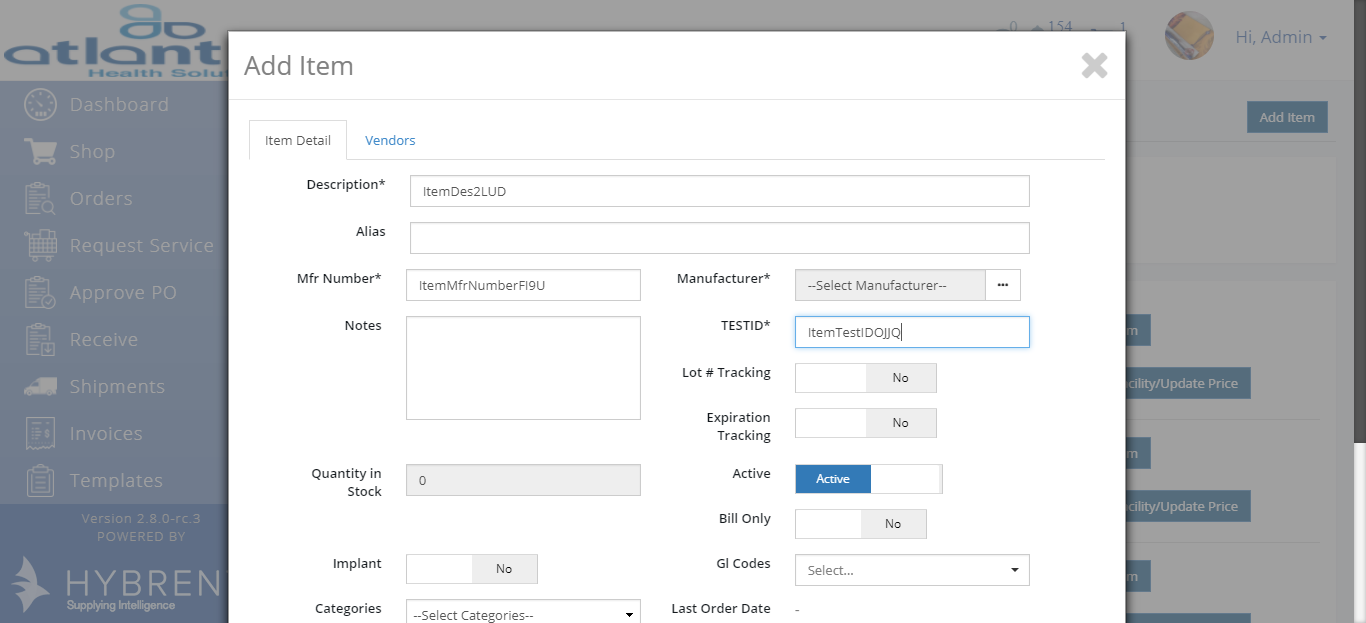 atlant
Health Solu
0 154 1
Hi, Admin
Add Item
Add Item
Dashboard
Shop
Orders
Request Service
Approve PO
Receive
Shipments
Invoices
Templates
Version 2.8.0-rc.3
POWERED BY
HYBREN
Supplying Intelligence
Item Detail Vendors
Description* ItemDes2LUD
Alias
Mfr Number* ItemMfrNumberFI9U Manufacturer* --Select Manufacturer-- ...
Notes TESTID* ItemTestIDOJJQ
Lot # Tracking No
Expiration
Tracking No
Quantity in
Stock 0 Active Active
Bill Only No
Implant No Gl Codes Select...
Categories --Select Categories-- Last Order Date -
m
cility/Update Price
m
cility/Update Price
m